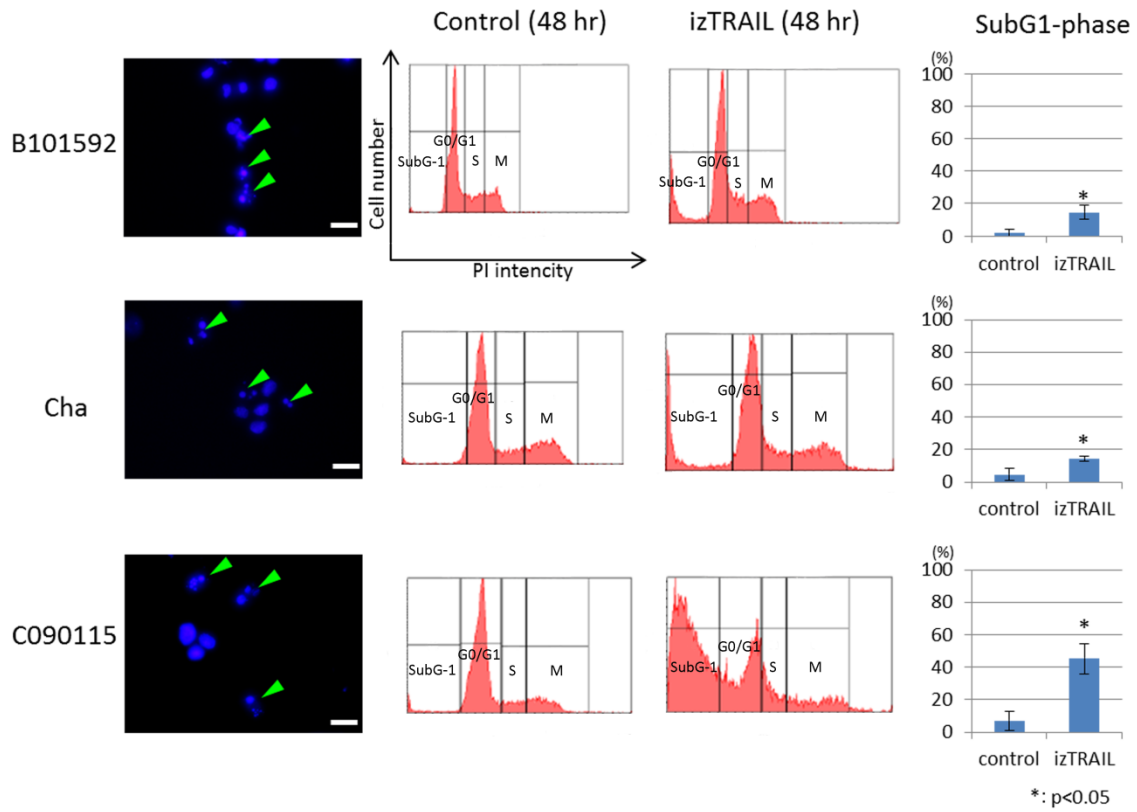 Control (48 hr) izTRAIL (48 hr) SubG1-phase
B101592
Cell number
PI intencity
SubG-1 G0/G1 S M
SubG-1 G0/G1 S M
(%)
100
80
60
40
20
0
*
control izTRAIL
Cha
SubG-1 G0/G1 S M
SubG-1 G0/G1 S M
(%)
100
80
60
40
20
0
*
control izTRAIL
C090115
SubG-1 G0/G1 S M
SubG-1 G0/G1 S M
(%)
100
80
60
40
20
0
*
control izTRAIL
*: p<0.05